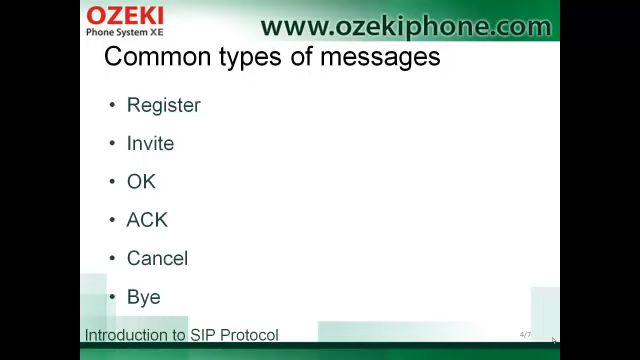 OZEKI
Phone System XE
www.ozekiphone.com
Common types of messages
• Register
• Invite
• OK
• ACK
• Cancel
• Bye
Introduction to SIP Protocol
4/7